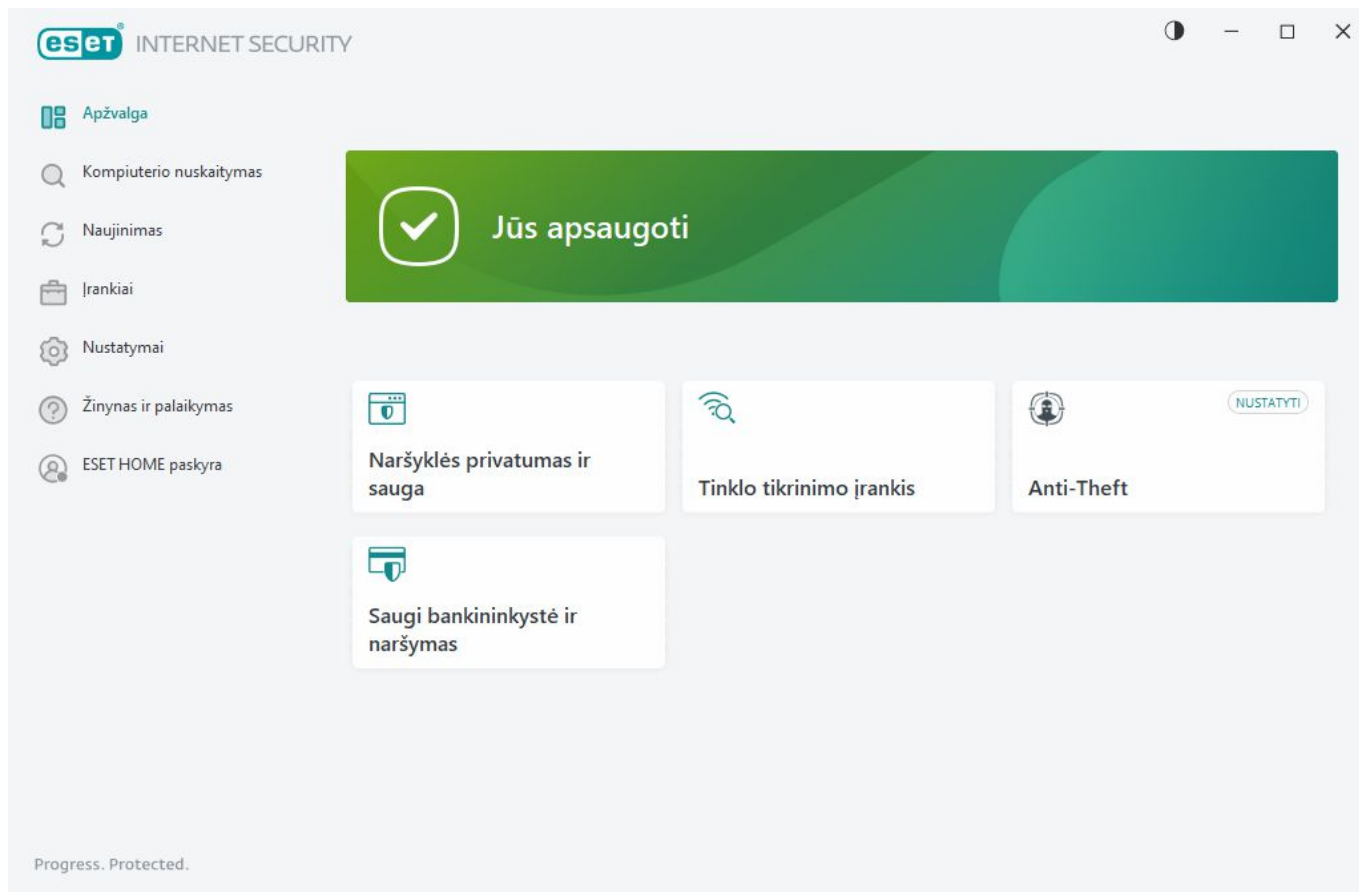 eset® INTERNET SECURITY
Apžvalga
Kompiuterio nuskaitymas
Naujinimas
Įrankiai
Nustatymai
Žinynas ir palaikymas
ESET HOME paskyra
Jūs apsaugoti
Naršyklės privatumas ir
sauga
Tinklo tikrinimo įrankis
NUSTATYTI
Anti-Theft
Saugi bankininkystė ir
naršymas
Progress. Protected.